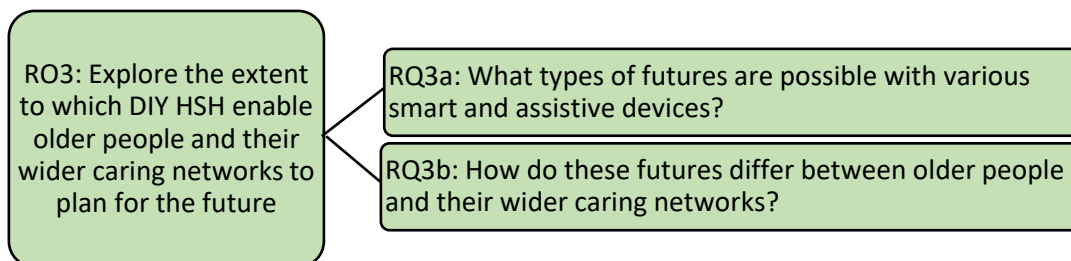 RO3: Explore the extent
to which DIY HSH enable
older people and their
wider caring networks to
plan for the future
RQ3a: What types of futures are possible with various
smart and assistive devices?
RQ3b: How do these futures differ between older people
and their wider caring networks?